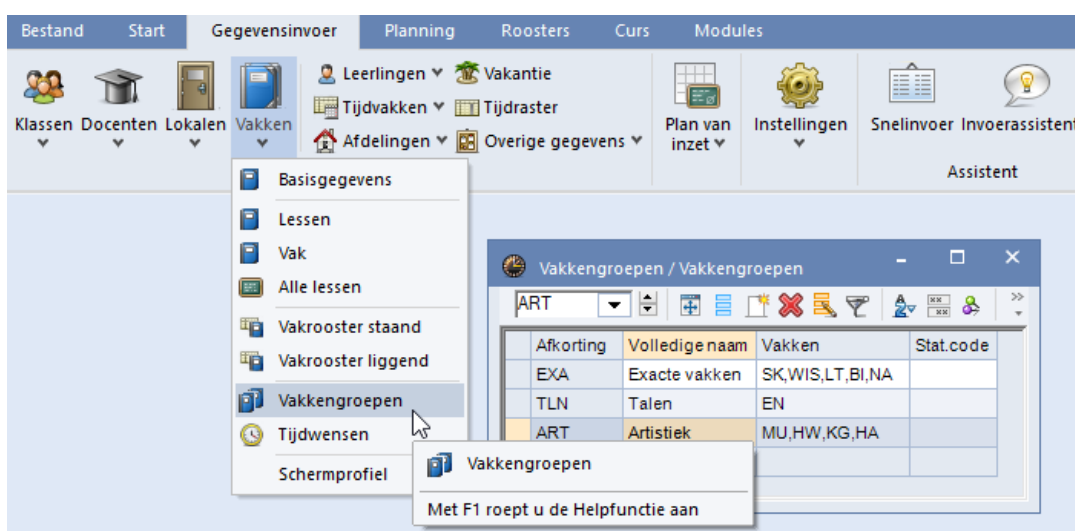 Bestand Start Gegevensinvoer Planning Roosters Curs Modules
Leerlingen Vakantie
Tijdvakken Tijdraster
Afdelingen Overige gegevens
Klassen Docenten Lokalen Vakken
Plan van inzet
Instellingen
Snelinvoer Invoerassistent
Assistent
Basisgegevens
Lessen
Vak
Alle lessen
Vakrooster staand
Vakrooster liggend
Vakkengroepen
Tijdwensen
Schermprofiel
Vakkengroepen / Vakkengroepen
ART
Afkorting Volledige naam Vakken Stat.code
EXA Exacte vakken SK,WIS,LT,BI,NA
TLN Talen EN
ART Artistiek MU,HW,KG,HA
Vakkengroepen
Met F1 roept u de Helpfunctie aan